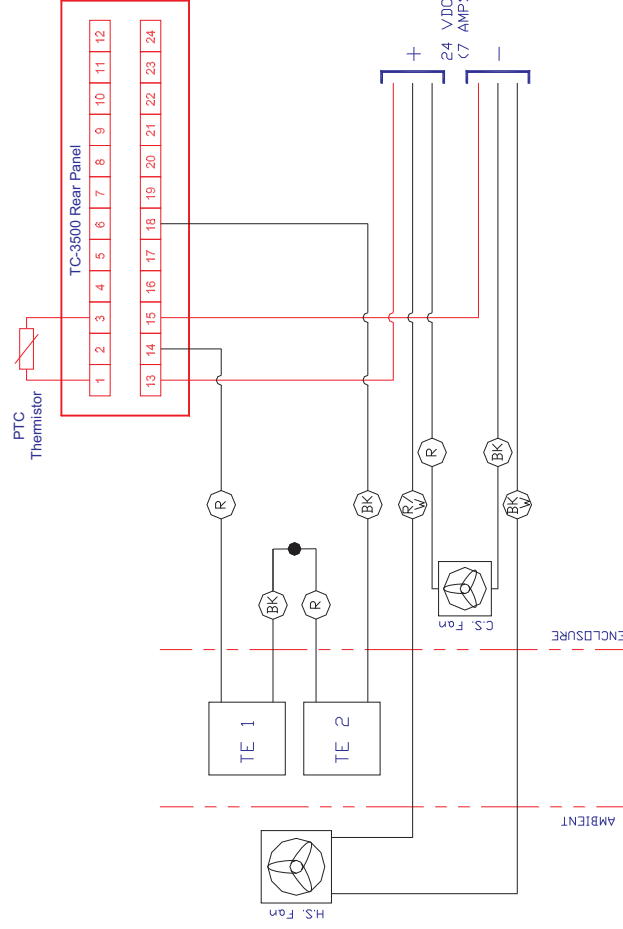 PTC
Thermistor
TC-3500 Rear Panel
1 2 3 4 5 6 7 8 9 10 11 12
13 14 15 16 17 18 19 20 21 22 23 24
+
24 VDC
(7 AMP
-
R
BK
BK
R
R/W
R
BK
BK/W
TE 1
TE 2
C.S. Fan
H.S. Fan
ENCLOSURE
AMBIENT